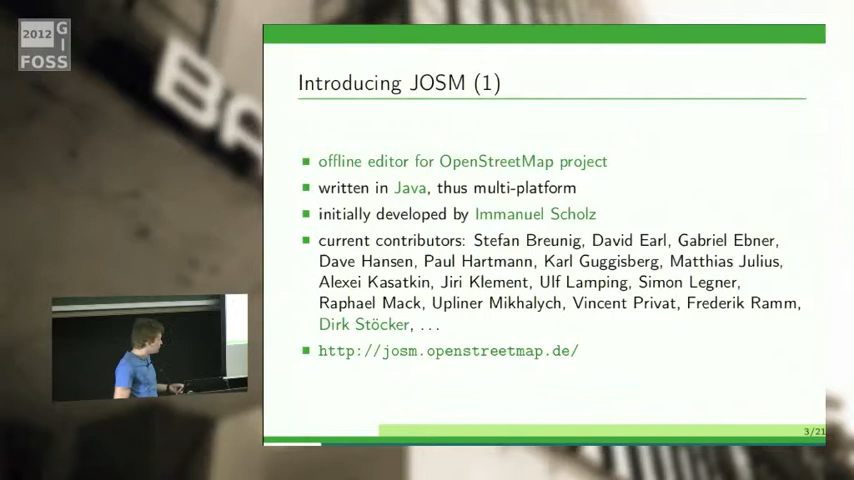 2012 G
I
FOSS
BA
Introducing JOSM (1)
offline editor for OpenStreetMap project
written in Java, thus multi-platform
initially developed by Immanuel Scholz
current contributors: Stefan Breunig, David Earl, Gabriel Ebner,
Dave Hansen, Paul Hartmann, Karl Guggisberg, Matthias Julius,
Alexei Kasatkin, Jiri Klement, Ulf Lamping, Simon Legner,
Raphael Mack, Upliner Mikhalych, Vincent Privat, Frederik Ramm,
Dirk Stöcker, ...
http://josm.openstreetmap.de/
3/21